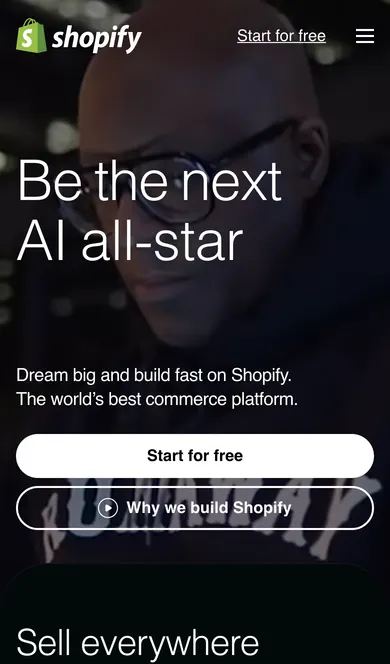 shopify
Start for free
Be the next
AI all-star
Dream big and build fast on Shopify.
The world's best commerce platform.
Start for free
Why we build Shopify
Sell everywhere